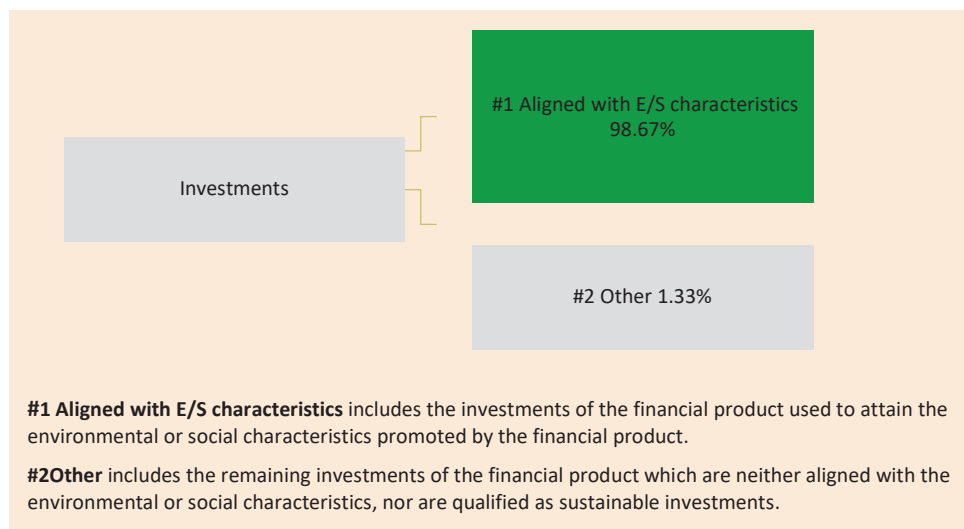 #1 Aligned with E/S characteristics
98.67%
Investments
#2 Other 1.33%
#1 Aligned with E/S characteristics includes the investments of the financial product used to attain the
environmental or social characteristics promoted by the financial product.
#2Other includes the remaining investments of the financial product which are neither aligned with the
environmental or social characteristics, nor are qualified as sustainable investments.